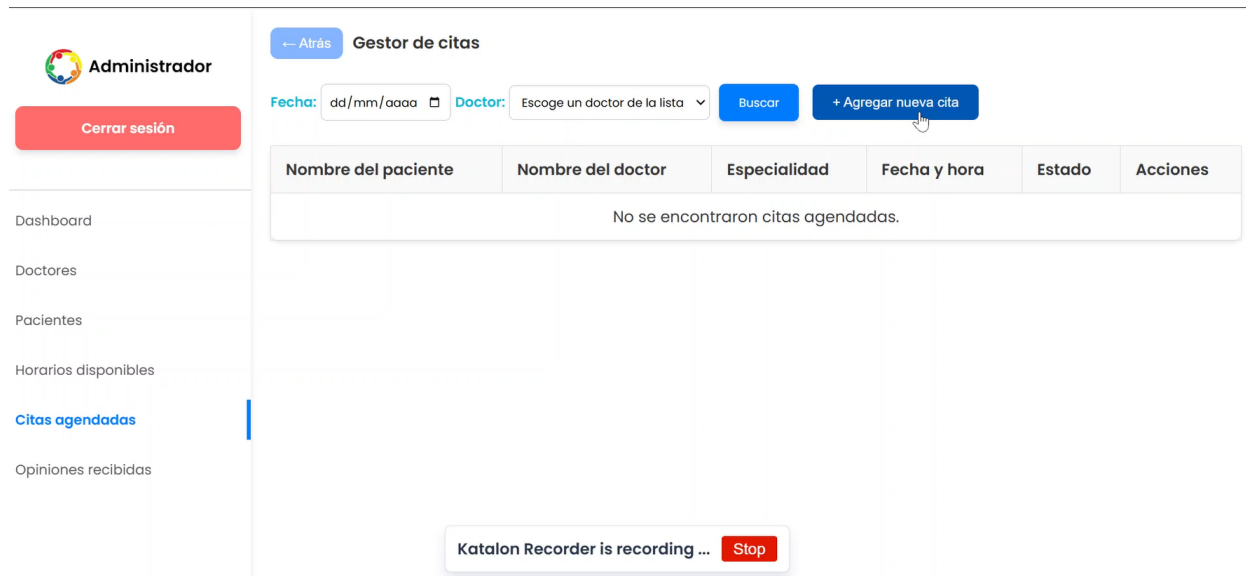 Administrador
Cerrar sesión
Dashboard
Doctores
Pacientes
Horarios disponibles
Citas agendadas
Opiniones recibidas
← Atrás Gestor de citas
Fecha: dd/mm/aaaa Doctor: Escoge un doctor de la lista Buscar + Agregar nueva cita
Nombre del paciente Nombre del doctor Especialidad Fecha y hora Estado Acciones
No se encontraron citas agendadas.
Katalon Recorder is recording ... Stop